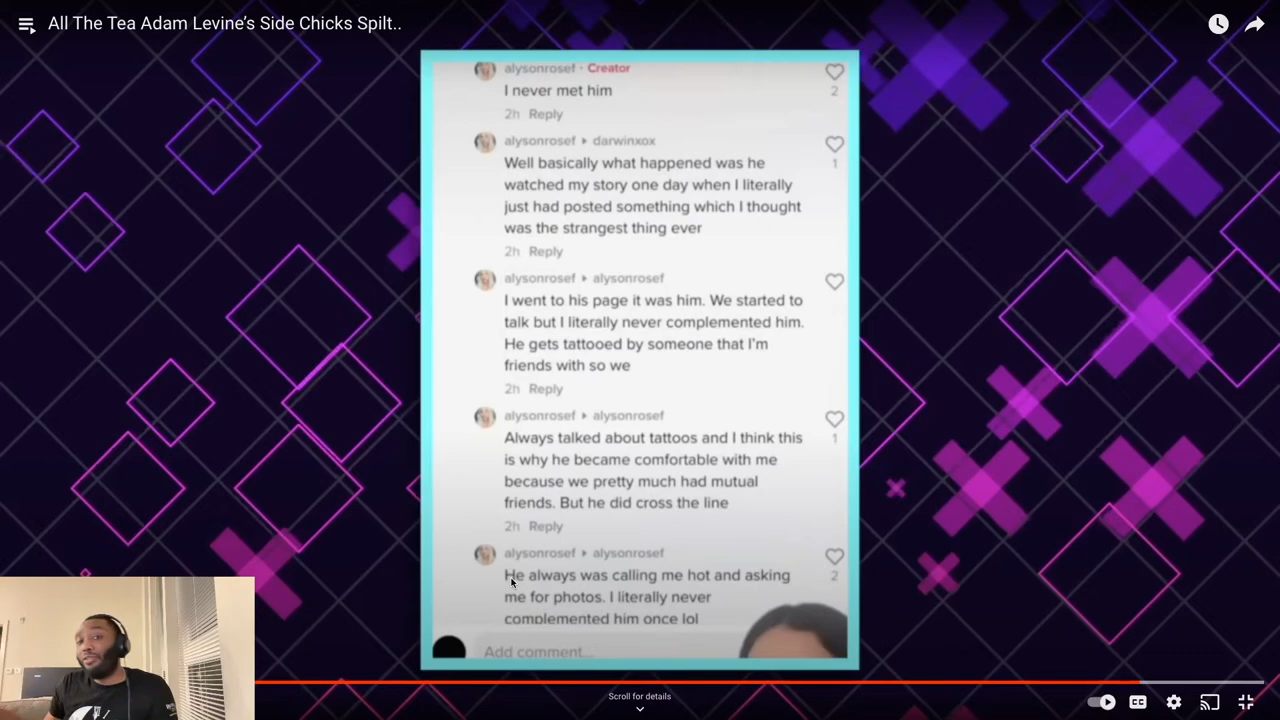 All The Tea Adam Levine's Side Chicks Spilt..
alysonrosef · Creator
I never met him
2
2h Reply
alysonrosef ▸ darwinxox
Well basically what happened was he
1
watched my story one day when I literally
just had posted something which I thought
was the strangest thing ever
2h Reply
alysonrosef ▸ alysonrosef
I went to his page it was him. We started to
talk but I literally never complemented him.
He gets tattooed by someone that I'm
friends with so we
2h Reply
alysonrosef ▸ alysonrosef
Always talked about tattoos and I think this
1
is why he became comfortable with me
because we pretty much had mutual
friends. But he did cross the line
2h Reply
alysonrosef ▸ alysonrosef
He always was calling me hot and asking
2
me for photos. I literally never
complemented him once lol
Add comment...
Scroll for details
CC